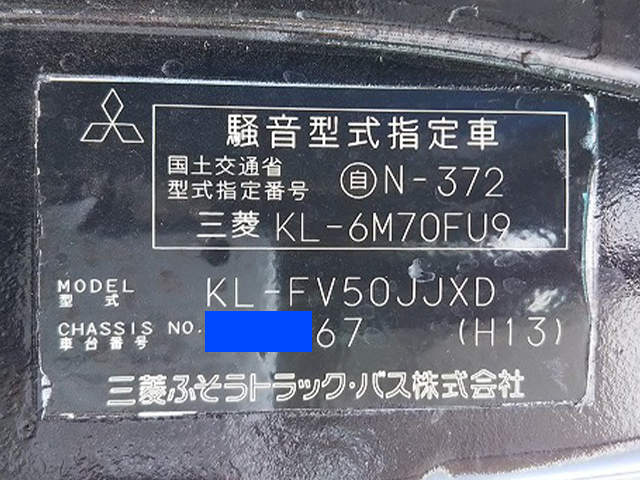 騒音型式指定車
国土交通省
型式指定番号 自N-372
三菱 KL-6M70FU9
MODEL
型式 KL-FV50JJXD
CHASSIS NO.
車台番号 67 (H13)
三菱ふそうトラック・バス株式会社